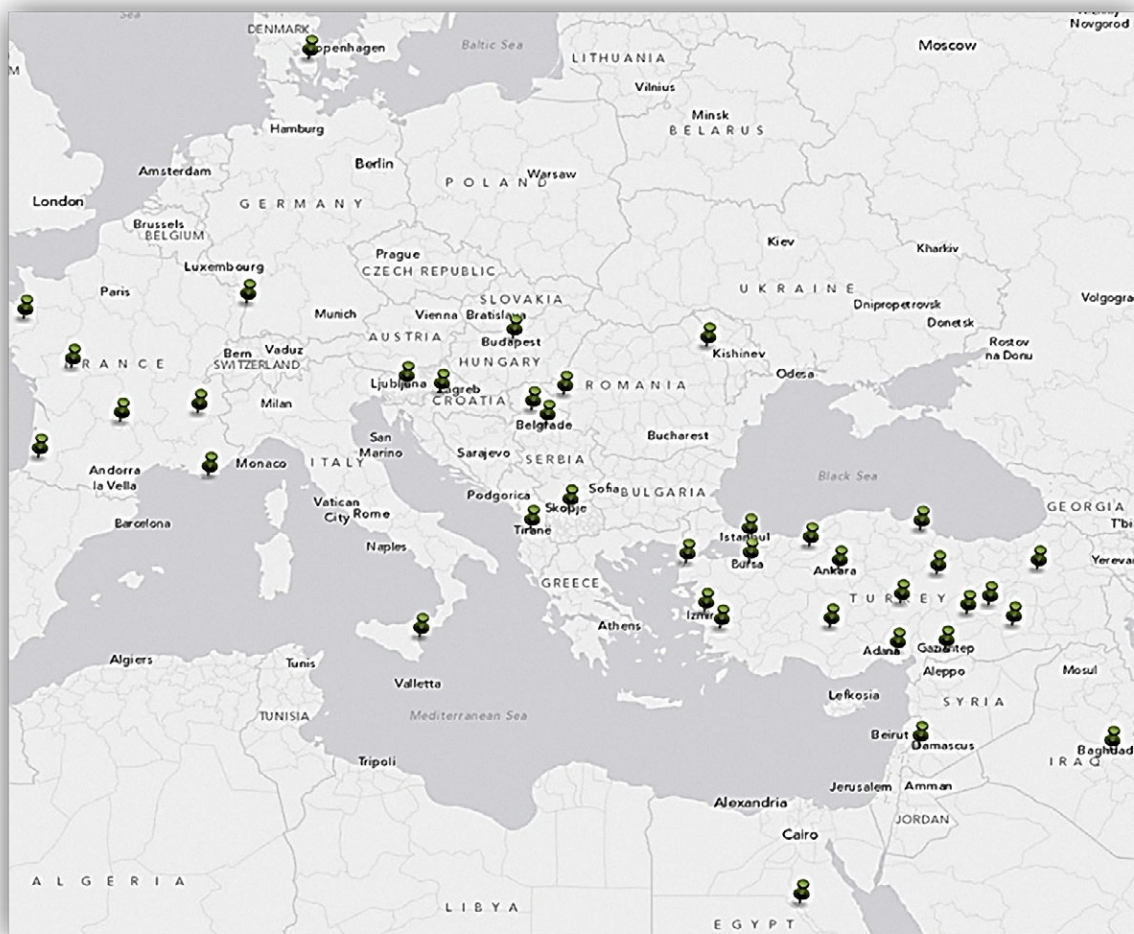 Sea
Novgorod
DENMARK
openhagen
Baltic Sea
Moscow
LITHUANIA
M
Vilnius
Minsk
BELARUS
Hamburg
Berlin
Amsterdam
Warsaw
POLAND
London
GERMANY
Brussels
BELGIUM
Kiev
Kharkiv
Prague
Luxembourg
CZECH REPUBLIC
Paris
UKRAINE
SLOVAKIA
Volgogra
Dnipropetrovsk
Munich
Vienna
Bratislava
Donetsk
AUSTRIA
Budapest
Rostov
na Donu
Bern
Vaduz
Kishinev
FRANCE
SWITZERLAND
HUNGARY
Odesa
Ljubljana
Zagreb
ROMANIA
Milan
CROATIA
Belgrade
San
Marino
Bucharest
Sarajevo
SERBIA
Monaco
ITALY
Andorra
la Vella
Black Sea
Sofia
BULGARIA
Podgorica
Vatican
City
Rome
Skopje
GEORGIA
Barcelona
T'bi
Tirane
Istanbul
Naples
Bursa
Ankara
Yerevan
GREECE
TURKEY
Izmir
Athens
Adana
Gaziantep
Algiers
Tunis
Aleppo
Mosul
Valletta
Lefkosia
SYRIA
TUNISIA
Mediterranean Sea
Beirut
Damascus
Baghdad
IRAQ
Tripoli
Jerusalem
Amman
Alexandria
JORDAN
Cairo
ALGERIA
LIBYA
EGYPT